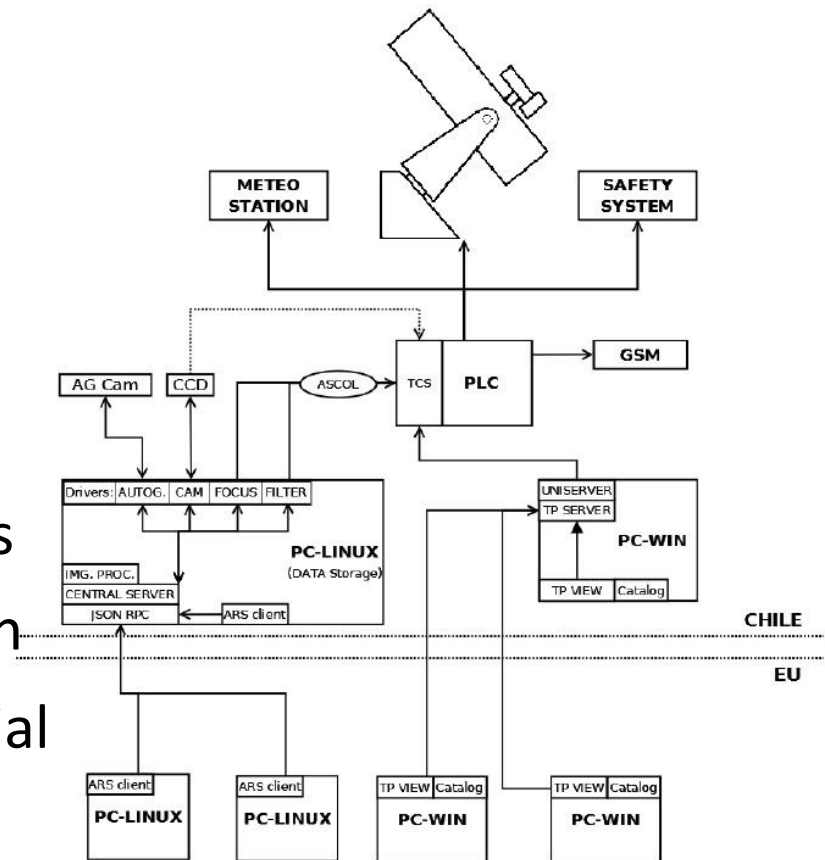 METEO
STATION
SAFETY
SYSTEM
GSM
AG Cam
CCD
ASCOL
TCS
PLC
Drivers: AUTOG. CAM FOCUS FILTER
UNISERVER
TP SERVER
PC-WIN
PC-LINUX
(DATA Storage)
IMG. PROC.
CENTRAL SERVER
JSON RPC
ARS client
TP VIEW Catalog
CHILE
EU
ARS client
PC-LINUX
ARS client
PC-LINUX
TP VIEW Catalog
PC-WIN
TP VIEW Catalog
PC-WIN